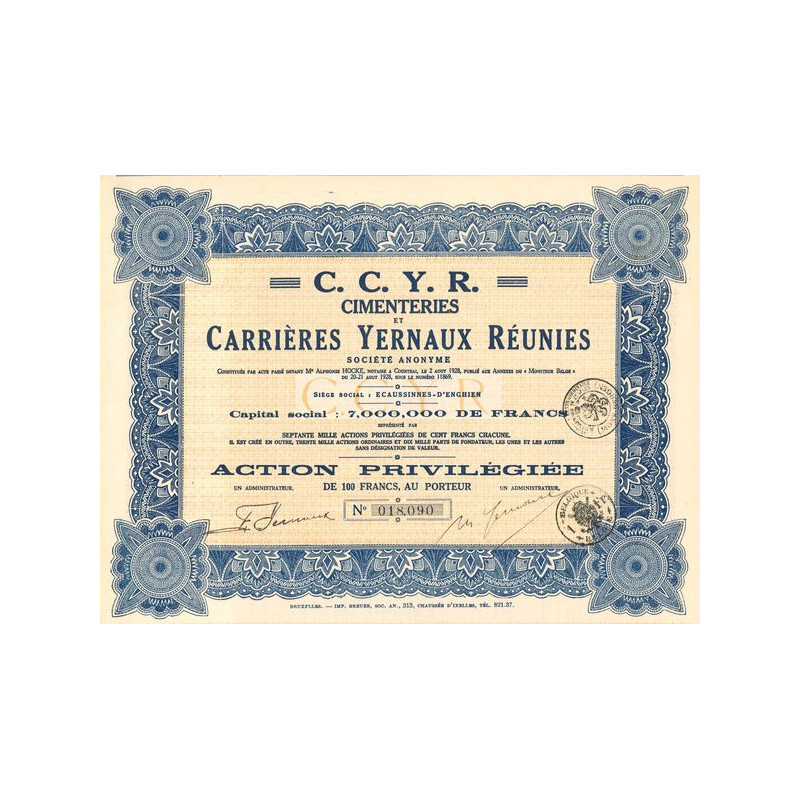 C. C. Y. R.
CIMENTERIES
ET
CARRIÈRES YERNAUX RÉUNIES
SOCIÉTÉ ANONYME
CONSTITUÉE PAR ACTE PASSÉ DEVANT Me ALPHONSE HOCKE, NOTAIRE A COURTRAI, LE 2 AOUT 1928, PUBLIÉ AUX ANNEXES DU « MONITEUR BELGE »
DU 20-21 AOUT 1928, SOUS LE NUMÉRO 11869.
C C Y R
SIÈGE SOCIAL : ECAUSSINNES-D'ENGHIEN
Capital social : 7,000,000 DE FRANCS
REPRÉSENTÉ PAR
SEPTANTE MILLE ACTIONS PRIVILÉGIÉES DE CENT FRANCS CHACUNE.
IL EST CRÉÉ EN OUTRE, TRENTE MILLE ACTIONS ORDINAIRES ET DIX MILLE PARTS DE FONDATEUR, LES UNES ET LES AUTRES
SANS DÉSIGNATION DE VALEUR.
ACTION PRIVILÉGIÉE
UN ADMINISTRATEUR. DE 100 FRANCS, AU PORTEUR UN ADMINISTRATEUR.
No 018,090
BELGIQUE
BRUXELLES. — IMP. BREUER, SOC. AN., 313, CHAUSSÉE D'IXELLES, TÉL. 821.37.